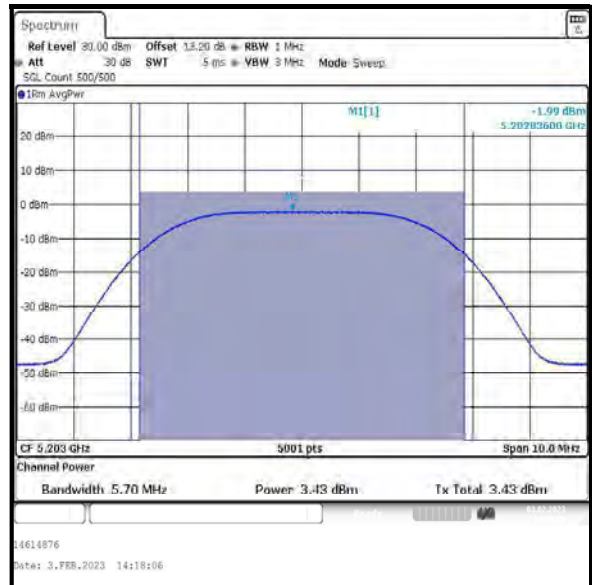 Spectrum
Ref Level 30.00 dBm Offset 13.20 dB RBW 1 MHz
Att 30 dB SWT 5 ms VBW 3 MHz Mode Sweep
SGL Count 500/500
1Rm AvgPwr
M1[1] -1.99 dBm
5.20283600 GHz
20 dBm
10 dBm
0 dBm
M1
-10 dBm
-20 dBm
-30 dBm
-40 dBm
-50 dBm
-60 dBm
CF 5.203 GHz 5001 pts Span 10.0 MHz
Channel Power
Bandwidth 5.70 MHz Power 3.43 dBm Tx Total 3.43 dBm
14614876
Date: 3.FEB.2023 14:18:06